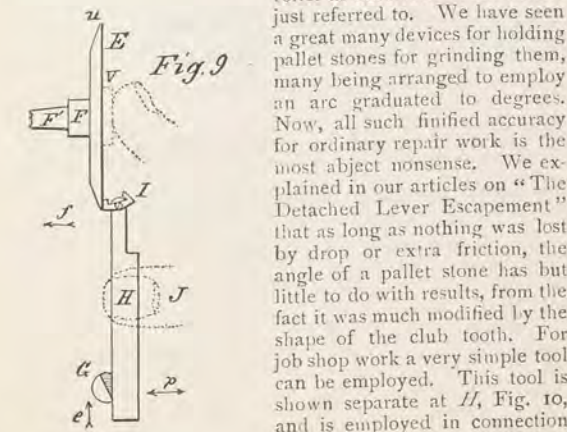 u
E
V
Fig. 9
F'
F
I
f
H
J
G
p
e
just referred to. We have seen
a great many devices for holding
pallet stones for grinding them,
many being arranged to employ
an arc graduated to degrees.
Now, all such finified accuracy
for ordinary repair work is the
most abject nonsense. We ex-
plained in our articles on “The
Detached Lever Escapement”
that as long as nothing was lost
by drop or extra friction, the
angle of a pallet stone has but
little to do with results, from the
fact it was much modified by the
shape of the club tooth. For
job shop work a very simple tool
can be employed. This tool is
shown separate at H, Fig. 10,
and is employed in connection